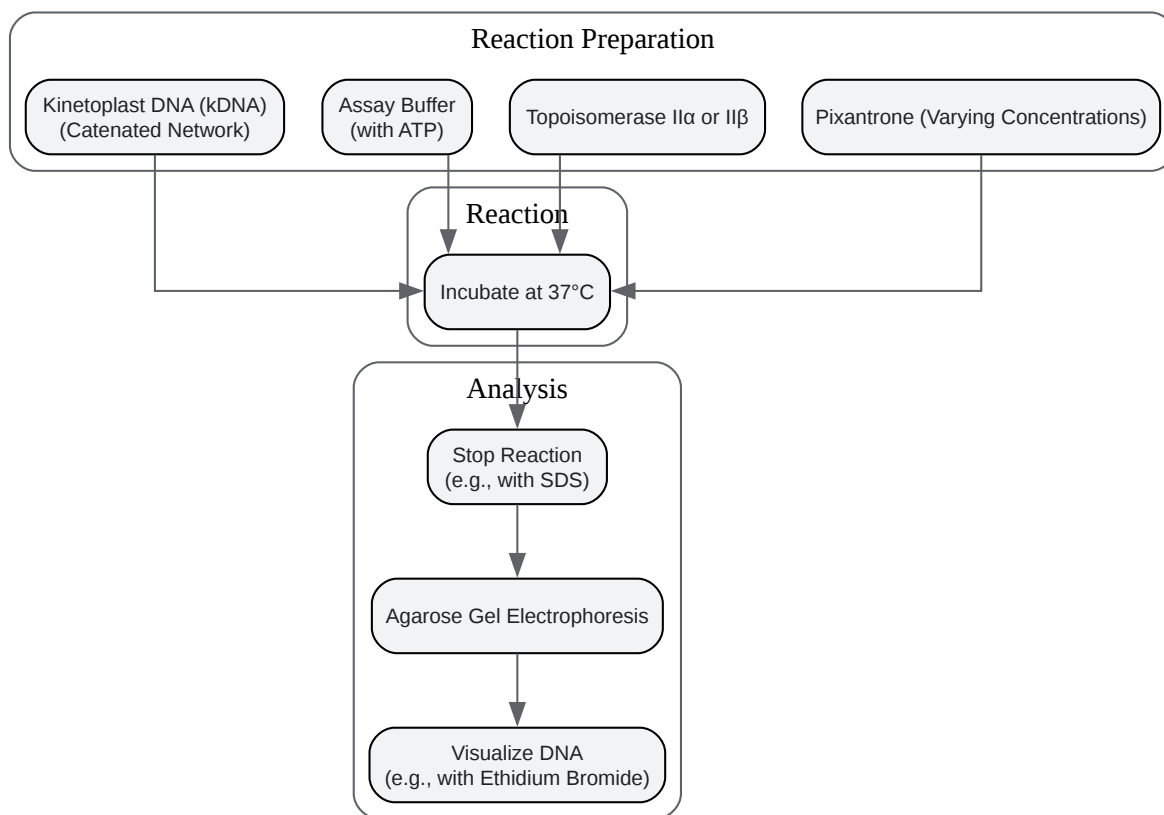 Reaction Preparation
Kinetoplast DNA (kDNA)
(Catenated Network)
Assay Buffer
(with ATP)
Topoisomerase IIα or IIβ
Pixantrone (Varying Concentrations)
Reaction
Incubate at 37°C
Analysis
Stop Reaction
(e.g., with SDS)
Agarose Gel Electrophoresis
Visualize DNA
(e.g., with Ethidium Bromide)